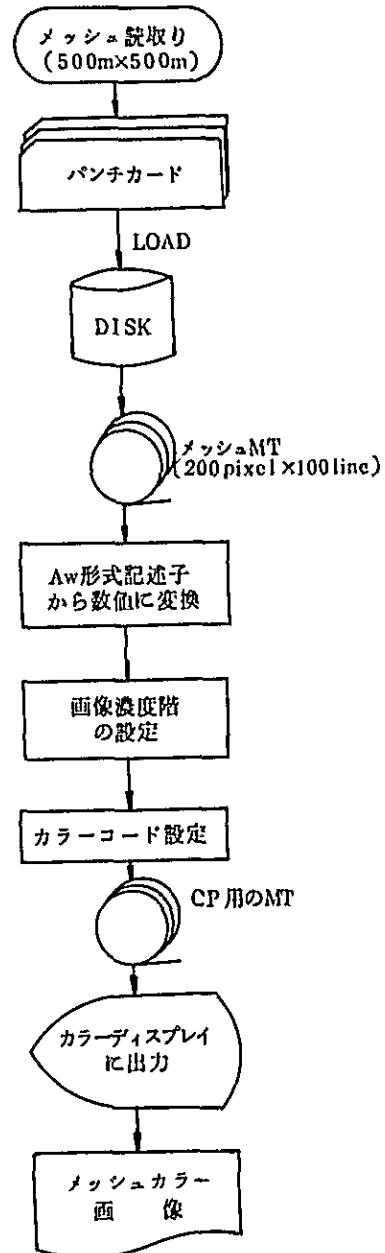 メッシュ読取り
(500m×500m)
パンチカード
LOAD
DISK
メッシュMT
(200pixel×100line)
Aw形式記述子
から数値に変換
画像濃度階
の設定
カラーコード設定
CP用のMT
カラーディスプレイ
に出力
メッシュカラー
画 像